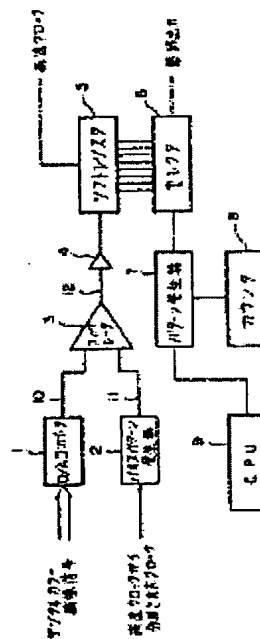 1
D/Aコンバータ
デジタルカラー
画像信号
10
2
パルスパターン
発生器
11
高速クロックから
分周されたクロック
3
コンパレータ
12
4
シフトレジスタ
5
高速クロック
セレクタ
6
パターン発生器
7
カウンタ
8
CPU
9